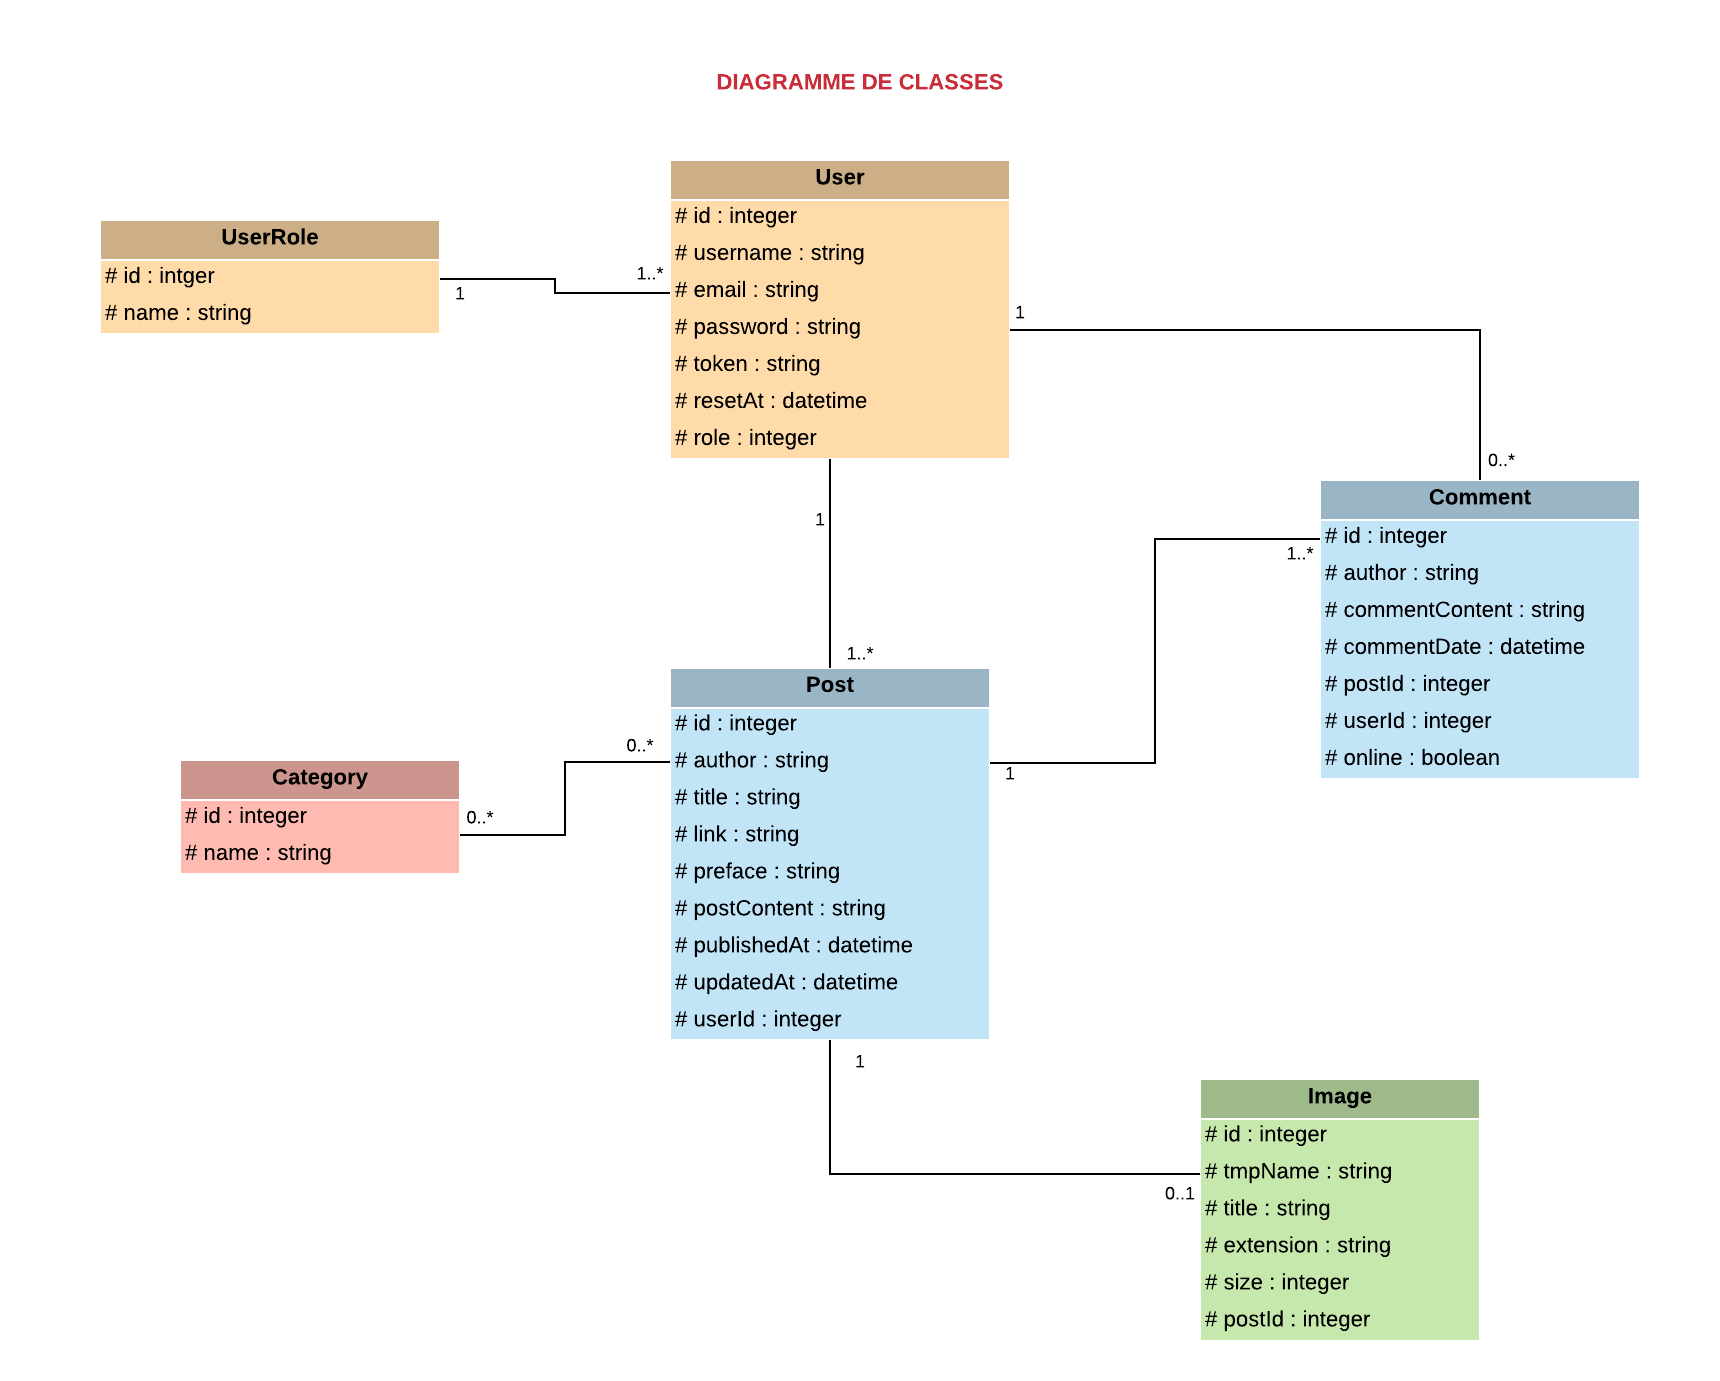 DIAGRAMME DE CLASSES
User
# id : integer
# username : string
# email : string
# password : string
# token : string
# resetAt : datetime
# role : integer
UserRole
# id : intger
# name : string
1
1..*
1
0..*
Comment
# id : integer
# author : string
# commentContent : string
# commentDate : datetime
# postId : integer
# userId : integer
# online : boolean
1
1..*
1..*
1
Post
# id : integer
# author : string
# title : string
# link : string
# preface : string
# postContent : string
# publishedAt : datetime
# updatedAt : datetime
# userId : integer
0..*
0..*
Category
# id : integer
# name : string
1
0..1
Image
# id : integer
# tmpName : string
# title : string
# extension : string
# size : integer
# postId : integer